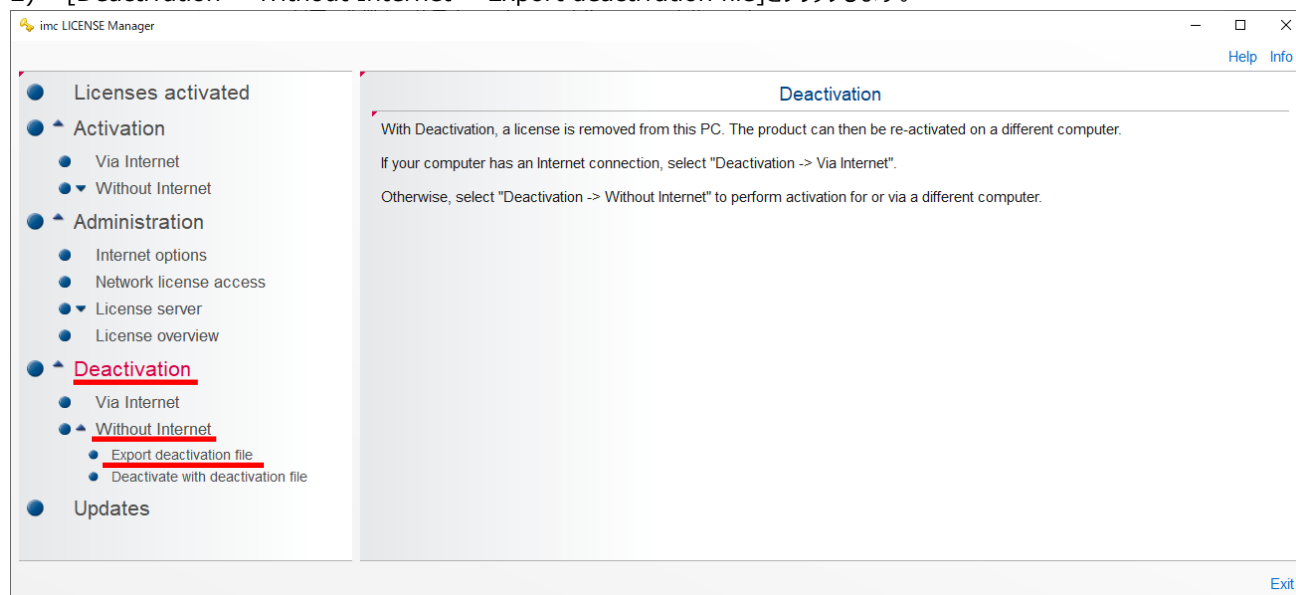 imc LICENSE Manager
Help Info
Licenses activated
Activation
Via Internet
Without Internet
Administration
Internet options
Network license access
License server
License overview
Deactivation
Via Internet
Without Internet
Export deactivation file
Deactivate with deactivation file
Updates
Deactivation
With Deactivation, a license is removed from this PC. The product can then be re-activated on a different computer.
If your computer has an Internet connection, select "Deactivation -> Via Internet".
Otherwise, select "Deactivation -> Without Internet" to perform activation for or via a different computer.
Exit